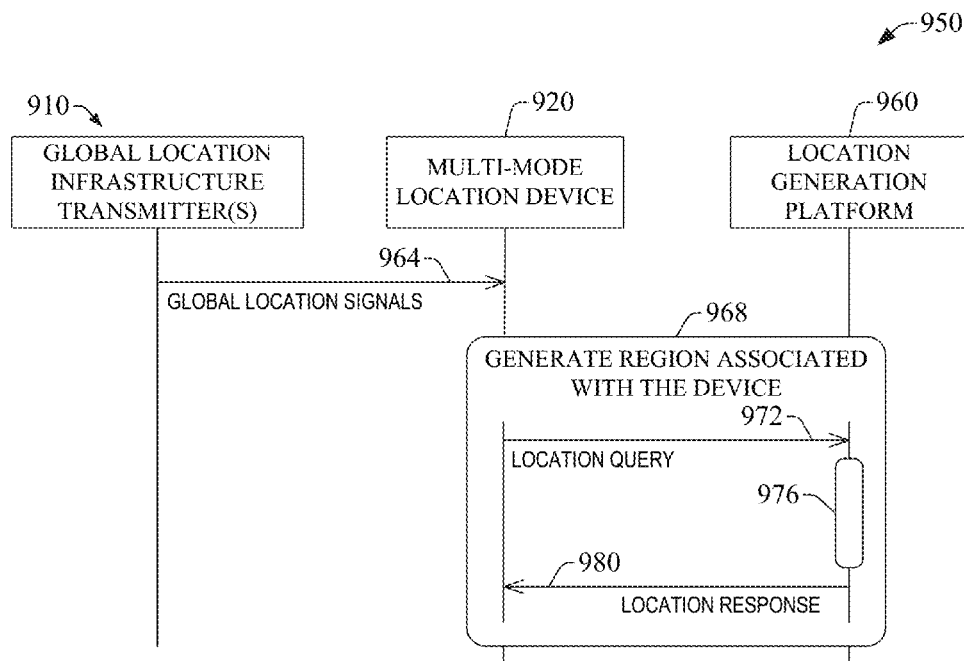 950
910
920
960
GLOBAL LOCATION
INFRASTRUCTURE
TRANSMITTER(S)
MULTI-MODE
LOCATION DEVICE
LOCATION
GENERATION
PLATFORM
964
GLOBAL LOCATION SIGNALS
968
GENERATE REGION ASSOCIATED
WITH THE DEVICE
972
LOCATION QUERY
976
980
LOCATION RESPONSE